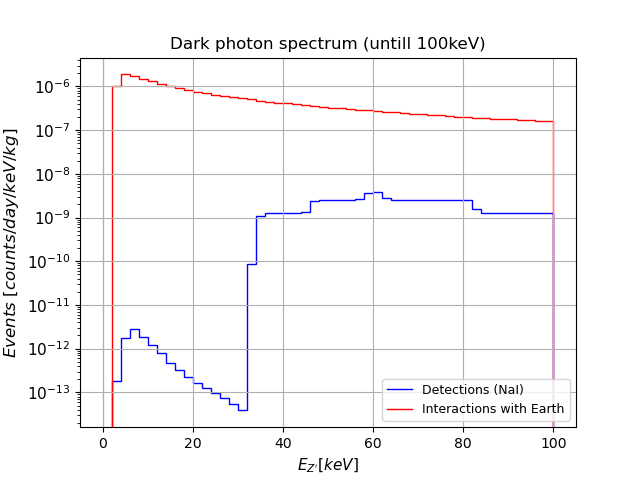 Dark photon spectrum (untill 100keV)
Events [counts/day/keV/kg]
10⁻⁶
10⁻⁷
10⁻⁸
10⁻⁹
10⁻¹⁰
10⁻¹¹
10⁻¹²
10⁻¹³
Detections (NaI)
Interactions with Earth
0 20 40 60 80 100
E_{Z'}[keV]